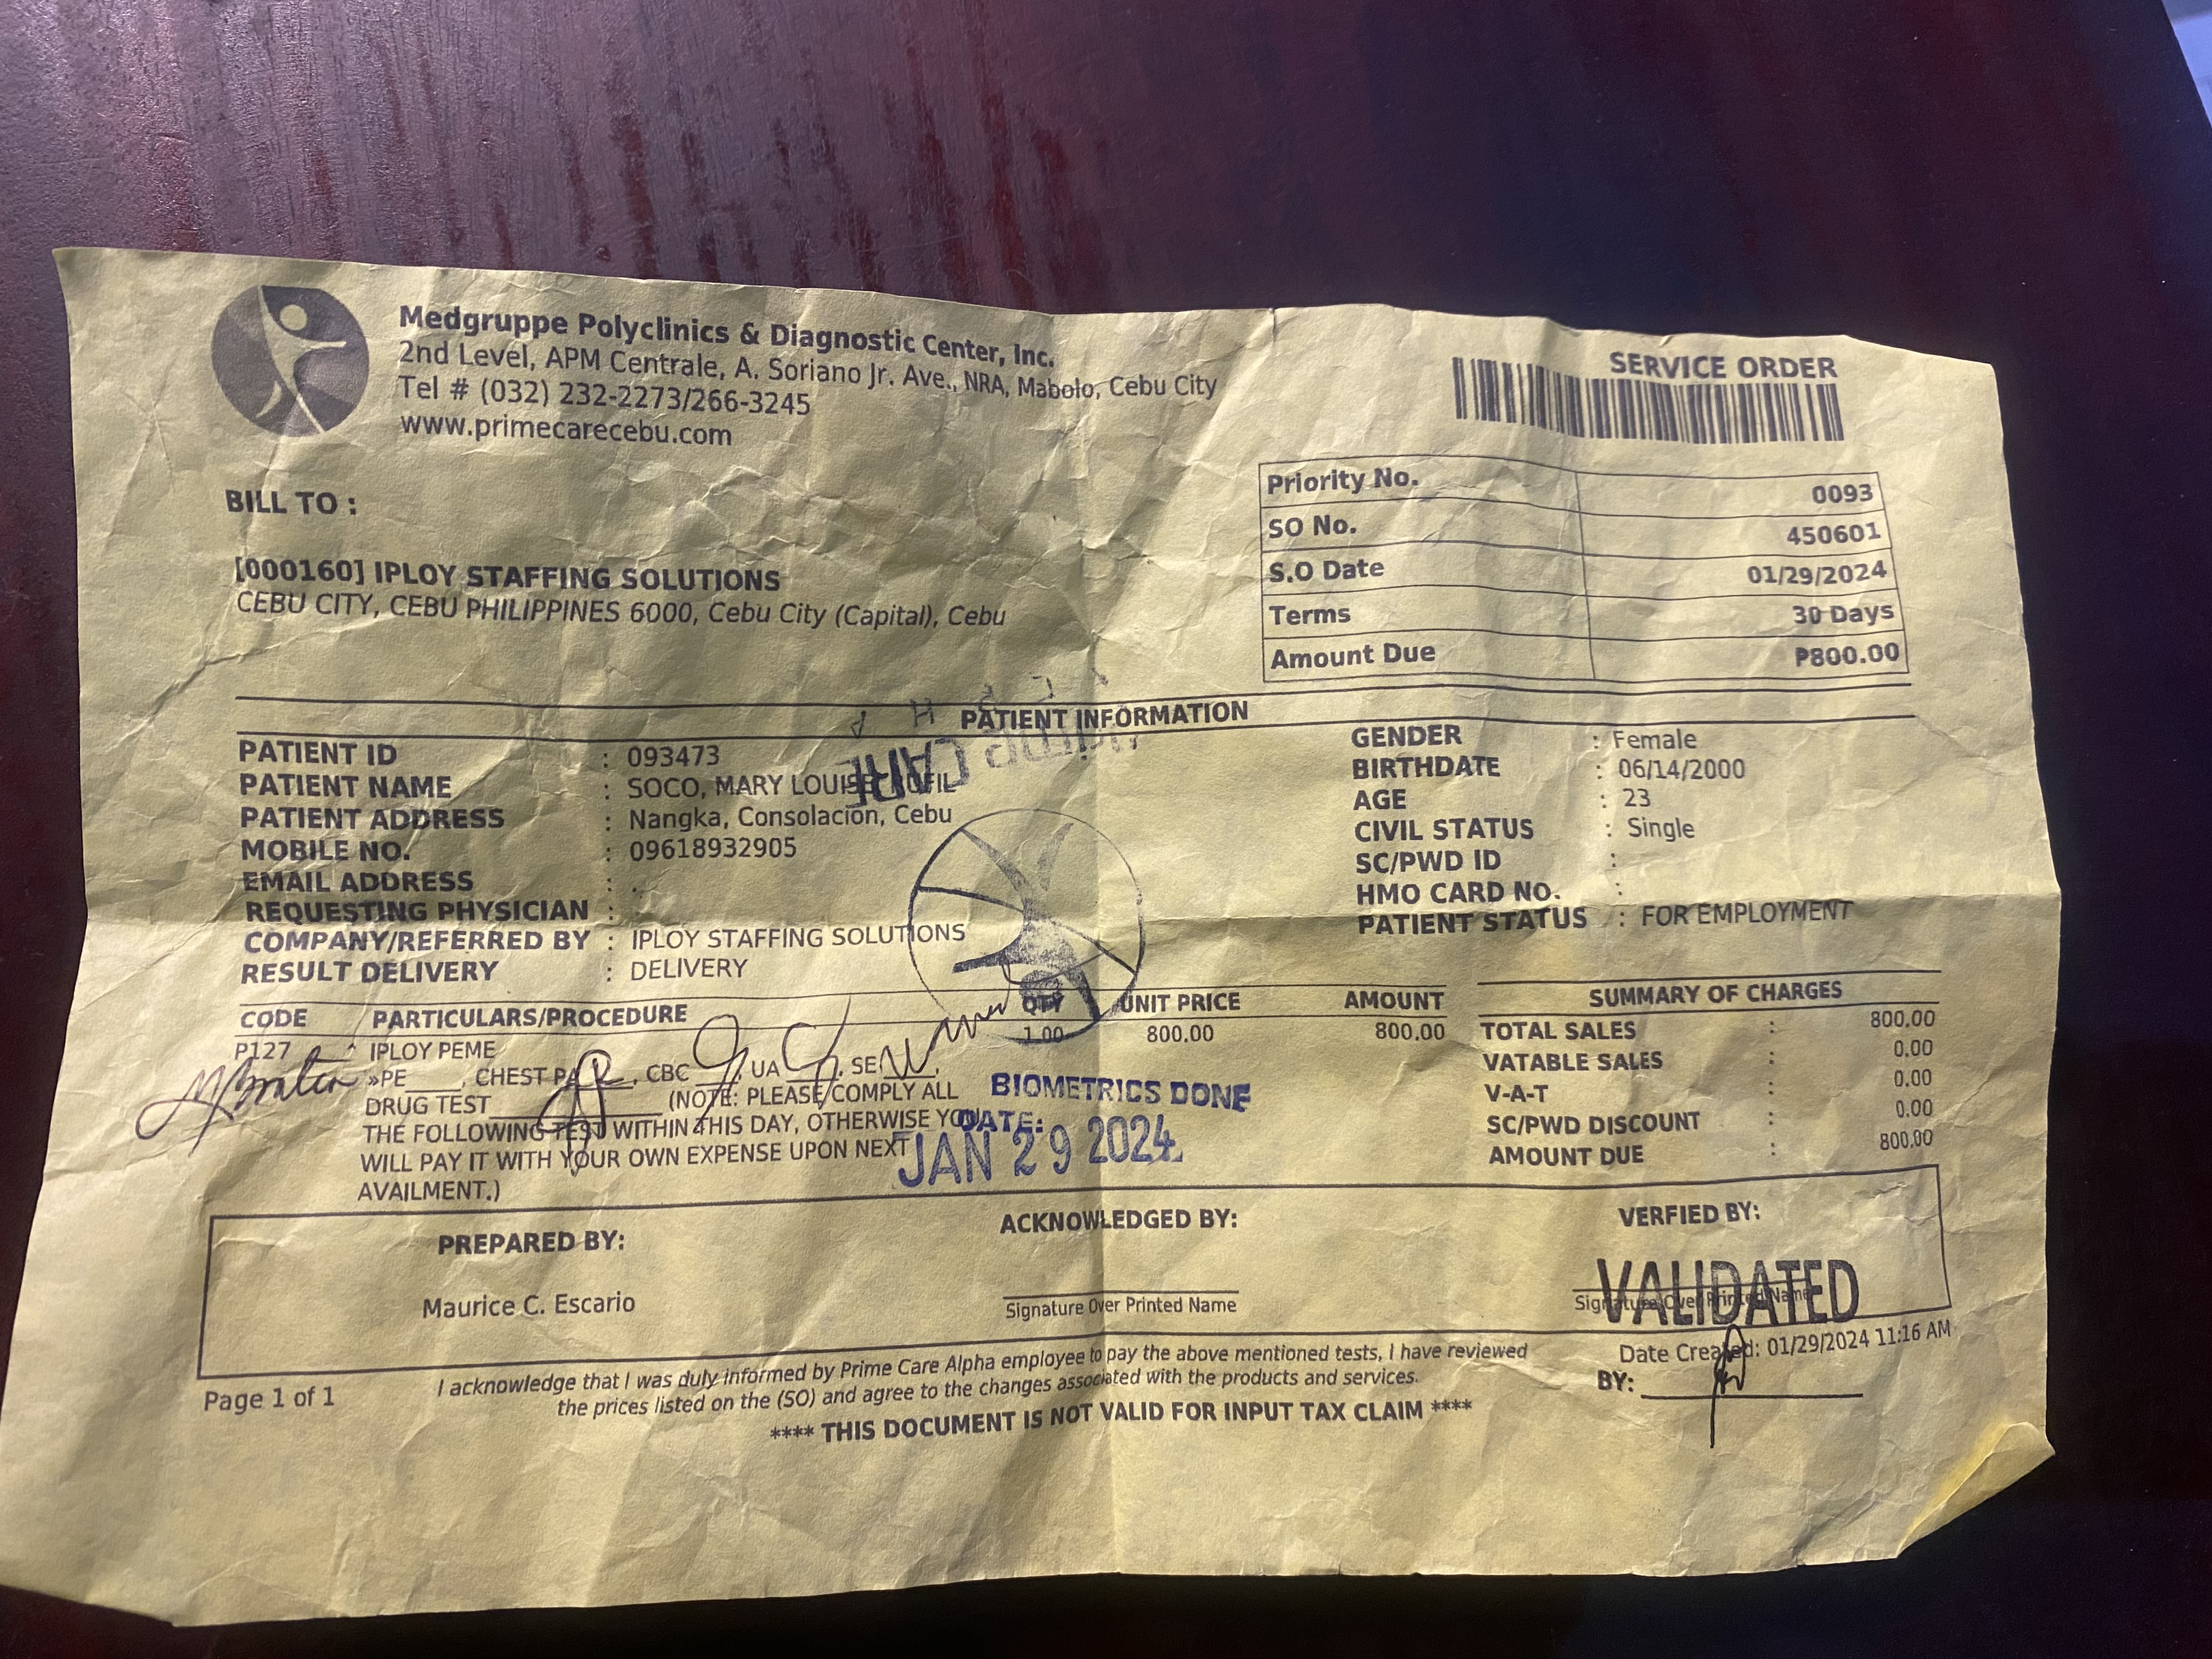 Medgruppe Polyclinics & Diagnostic Center, Inc.
2nd Level, APM Centrale, A. Soriano Jr. Ave., NRA, Mabolo, Cebu City
Tel # (032) 232-2273/266-3245
www.primecarecebu.com
SERVICE ORDER
Priority No. 0093
SO No. 450601
S.O Date 01/29/2024
Terms 30 Days
Amount Due ₱800.00
BILL TO :
[000160] IPLOY STAFFING SOLUTIONS
CEBU CITY, CEBU PHILIPPINES 6000, Cebu City (Capital), Cebu
PATIENT INFORMATION
PATIENT ID : 093473
PATIENT NAME : SOCO, MARY LOUISE
PATIENT ADDRESS : Nangka, Consolacion, Cebu
MOBILE NO. : 09618932905
EMAIL ADDRESS : .
REQUESTING PHYSICIAN :
COMPANY/REFERRED BY : IPLOY STAFFING SOLUTIONS
RESULT DELIVERY : DELIVERY
GENDER : Female
BIRTHDATE : 06/14/2000
AGE : 23
CIVIL STATUS : Single
SC/PWD ID :
HMO CARD NO. :
PATIENT STATUS : FOR EMPLOYMENT
PRIME CARE
CODE PARTICULARS/PROCEDURE QTY UNIT PRICE AMOUNT
P127 IPLOY PEME 1.00 800.00 800.00
»PE____, CHEST PA____, CBC____, UA____, SE____,
DRUG TEST____ (NOTE: PLEASE COMPLY ALL
THE FOLLOWING TEST WITHIN THIS DAY, OTHERWISE YOU
WILL PAY IT WITH YOUR OWN EXPENSE UPON NEXT
AVAILMENT.)
BIOMETRICS DONE
DATE:
JAN 29 2024
SUMMARY OF CHARGES
TOTAL SALES : 800.00
VATABLE SALES : 0.00
V-A-T : 0.00
SC/PWD DISCOUNT : 0.00
AMOUNT DUE : 800.00
PREPARED BY:
Maurice C. Escario
ACKNOWLEDGED BY:
Signature Over Printed Name
VERFIED BY:
VALIDATED
Signature Over Printed Name
Date Created: 01/29/2024 11:16 AM
BY:
Page 1 of 1
I acknowledge that I was duly informed by Prime Care Alpha employee to pay the above mentioned tests, I have reviewed
the prices listed on the (SO) and agree to the changes associated with the products and services.
**** THIS DOCUMENT IS NOT VALID FOR INPUT TAX CLAIM ****